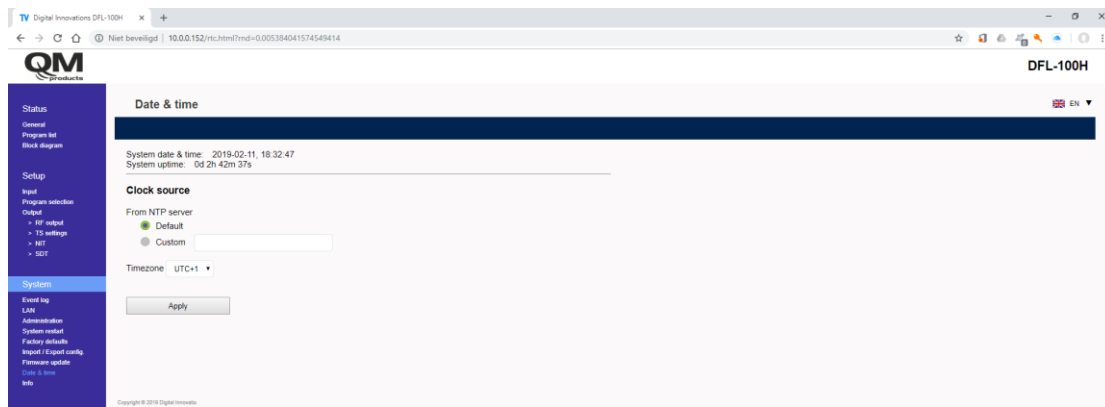 TV Digital Innovations DFL-100H
Niet beveiligd | 10.0.0.152/rtc.html?rnd=0.005384041574549414
QM
products
DFL-100H
Status
General
Program list
Block diagram
Setup
Input
Program selection
Output
> RF output
> TS settings
> NIT
> SDT
System
Event log
LAN
Administration
System restart
Factory defaults
Import / Export config.
Firmware update
Date & time
Info
Date & time
EN
System date & time: 2019-02-11, 18:32:47
System uptime: 0d 2h 42m 37s
Clock source
From NTP server
Default
Custom
Timezone UTC+1
Apply
Copyright © 2018 Digital Innovatio